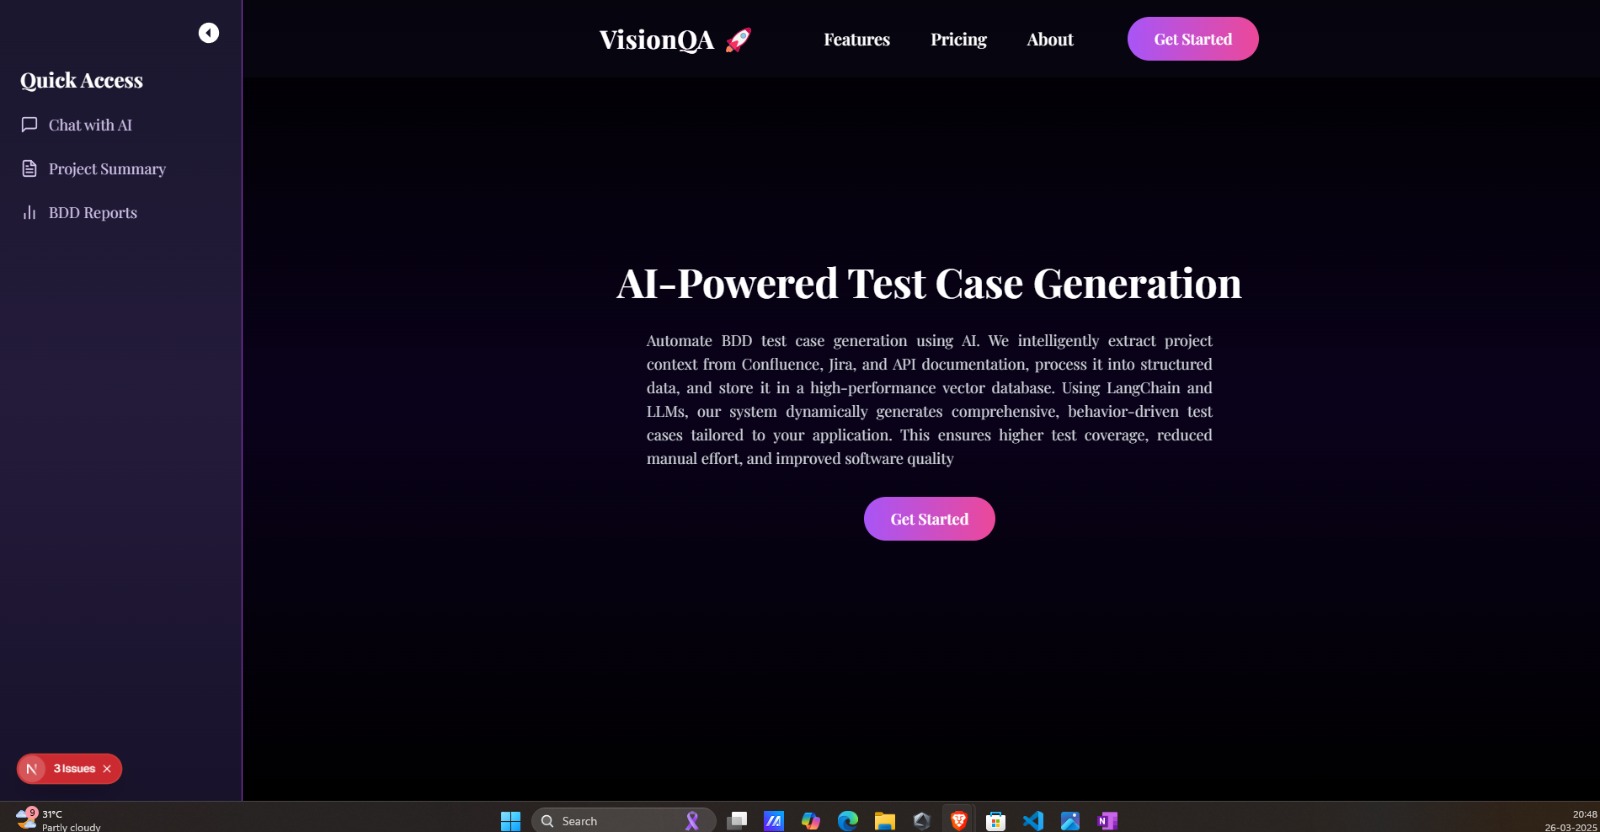 VisionQA 🚀
Features
Pricing
About
Get Started
Quick Access
Chat with AI
Project Summary
BDD Reports
AI-Powered Test Case Generation
Automate BDD test case generation using AI. We intelligently extract project
context from Confluence, Jira, and API documentation, process it into structured
data, and store it in a high-performance vector database. Using LangChain and
LLMs, our system dynamically generates comprehensive, behavior-driven test
cases tailored to your application. This ensures higher test coverage, reduced
manual effort, and improved software quality
Get Started
N
3 Issues
9
31°C
Partly cloudy
Search
N
20:48
26-03-2025